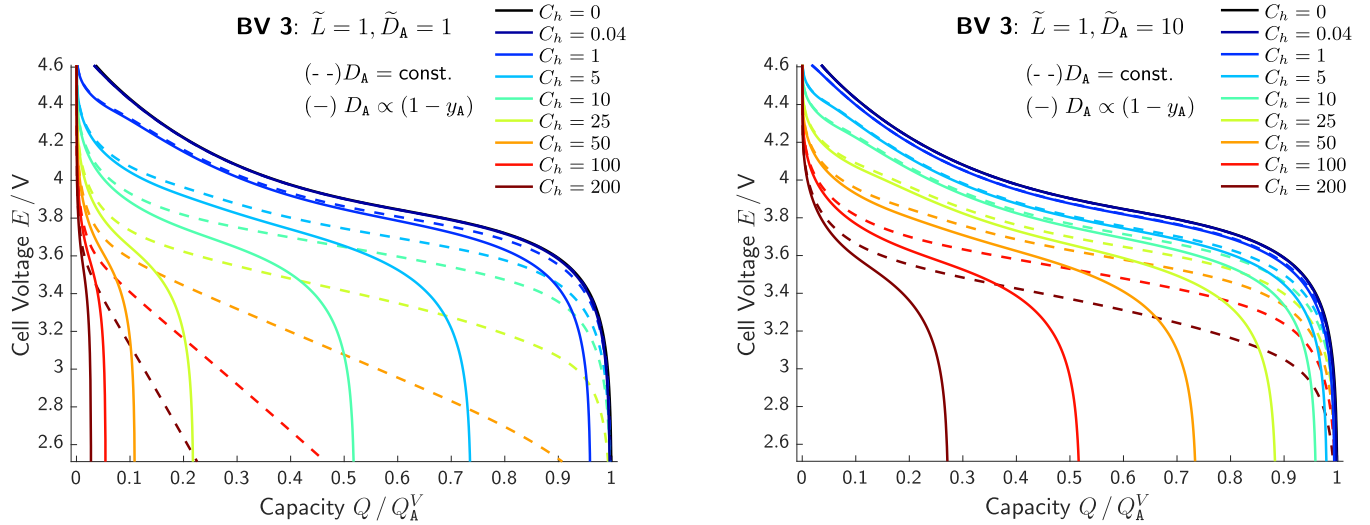 BV 3: L̃ = 1, D̃_A = 1
(- -) D_A = const.
(−) D_A ∝ (1 − y_A)
C_h = 0
C_h = 0.04
C_h = 1
C_h = 5
C_h = 10
C_h = 25
C_h = 50
C_h = 100
C_h = 200
Cell Voltage E / V
4.6
4.4
4.2
4
3.8
3.6
3.4
3.2
3
2.8
2.6
0 0.1 0.2 0.3 0.4 0.5 0.6 0.7 0.8 0.9 1
Capacity Q / Q_A^V
BV 3: L̃ = 1, D̃_A = 10
(- -) D_A = const.
(−) D_A ∝ (1 − y_A)
C_h = 0
C_h = 0.04
C_h = 1
C_h = 5
C_h = 10
C_h = 25
C_h = 50
C_h = 100
C_h = 200
Cell Voltage E / V
4.6
4.4
4.2
4
3.8
3.6
3.4
3.2
3
2.8
2.6
0 0.1 0.2 0.3 0.4 0.5 0.6 0.7 0.8 0.9 1
Capacity Q / Q_A^V